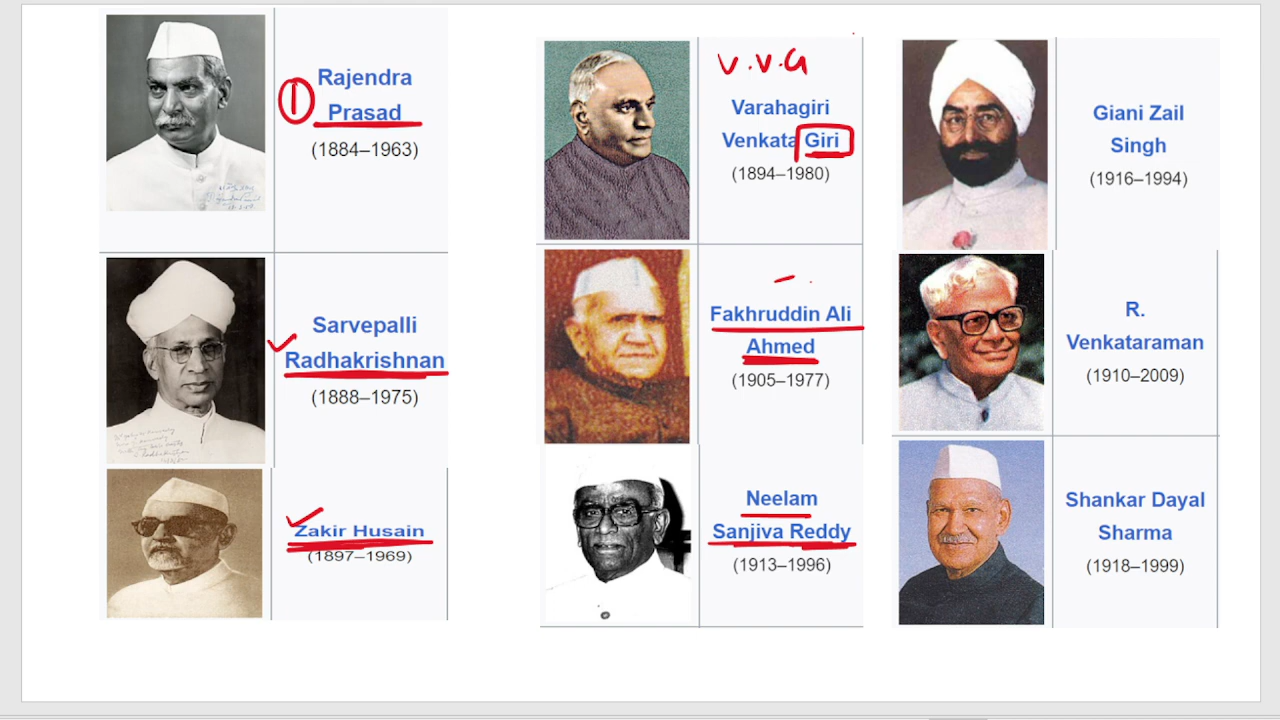 1
Rajendra
Prasad
(1884–1963)
Sarvepalli
Radhakrishnan
(1888–1975)
Zakir Husain
(1897–1969)
V.V.G
Varahagiri
Venkata Giri
(1894–1980)
Fakhruddin Ali
Ahmed
(1905–1977)
Neelam
Sanjiva Reddy
(1913–1996)
Giani Zail
Singh
(1916–1994)
R.
Venkataraman
(1910–2009)
Shankar Dayal
Sharma
(1918–1999)